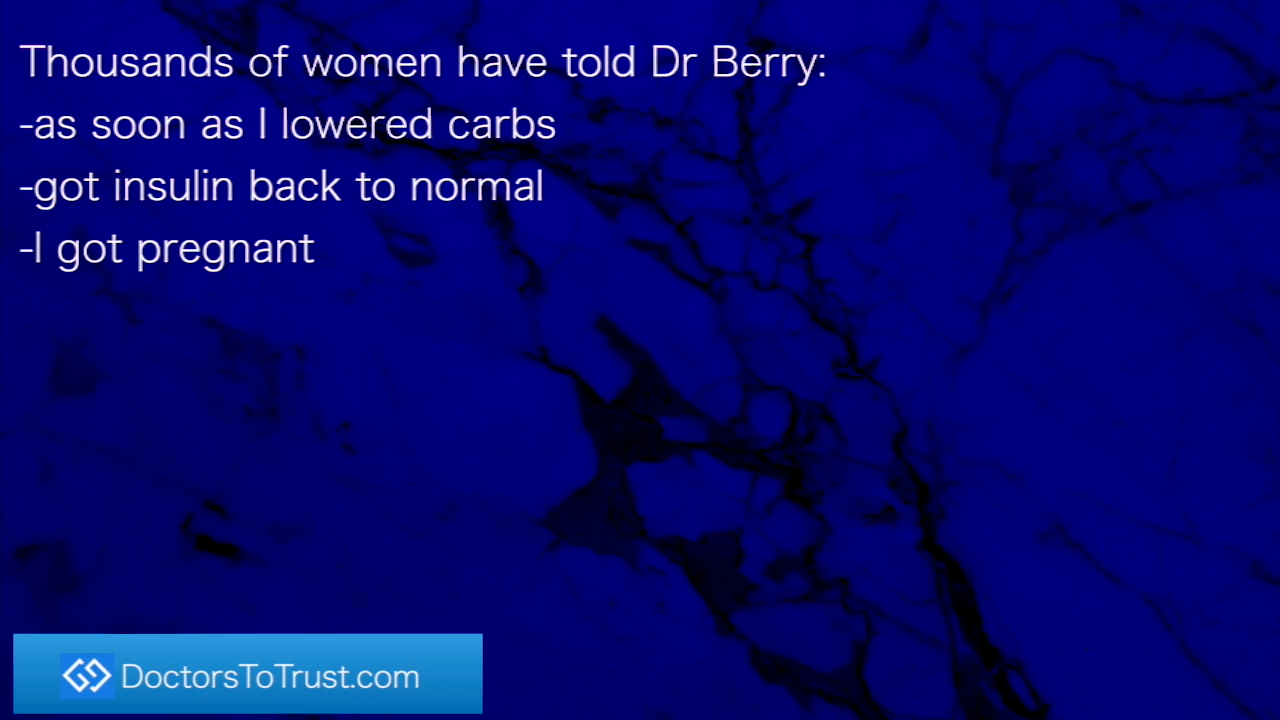 Thousands of women have told Dr Berry:
-as soon as I lowered carbs
-got insulin back to normal
-I got pregnant
DoctorsToTrust.com